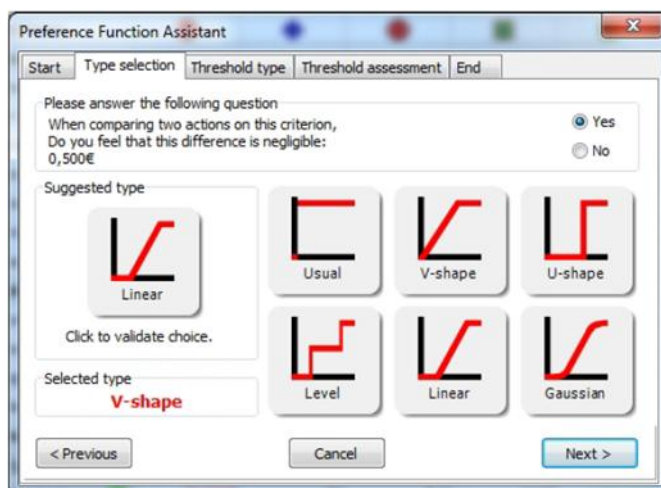 Preference Function Assistant
Start Type selection Threshold type Threshold assessment End
Please answer the following question
When comparing two actions on this criterion,
Do you feel that this difference is negligible:
0,500€
Yes
No
Suggested type
Linear
Click to validate choice.
Selected type
V-shape
Usual V-shape U-shape
Level Linear Gaussian
< Previous Cancel Next >